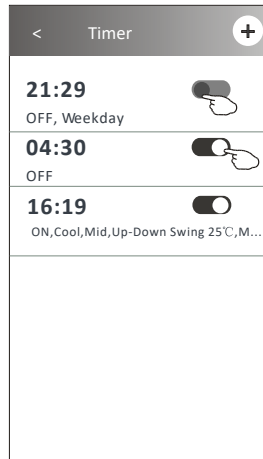 < Timer +
21:29
OFF, Weekday
04:30
OFF
16:19
ON,Cool,Mid,Up-Down Swing 25℃,M...